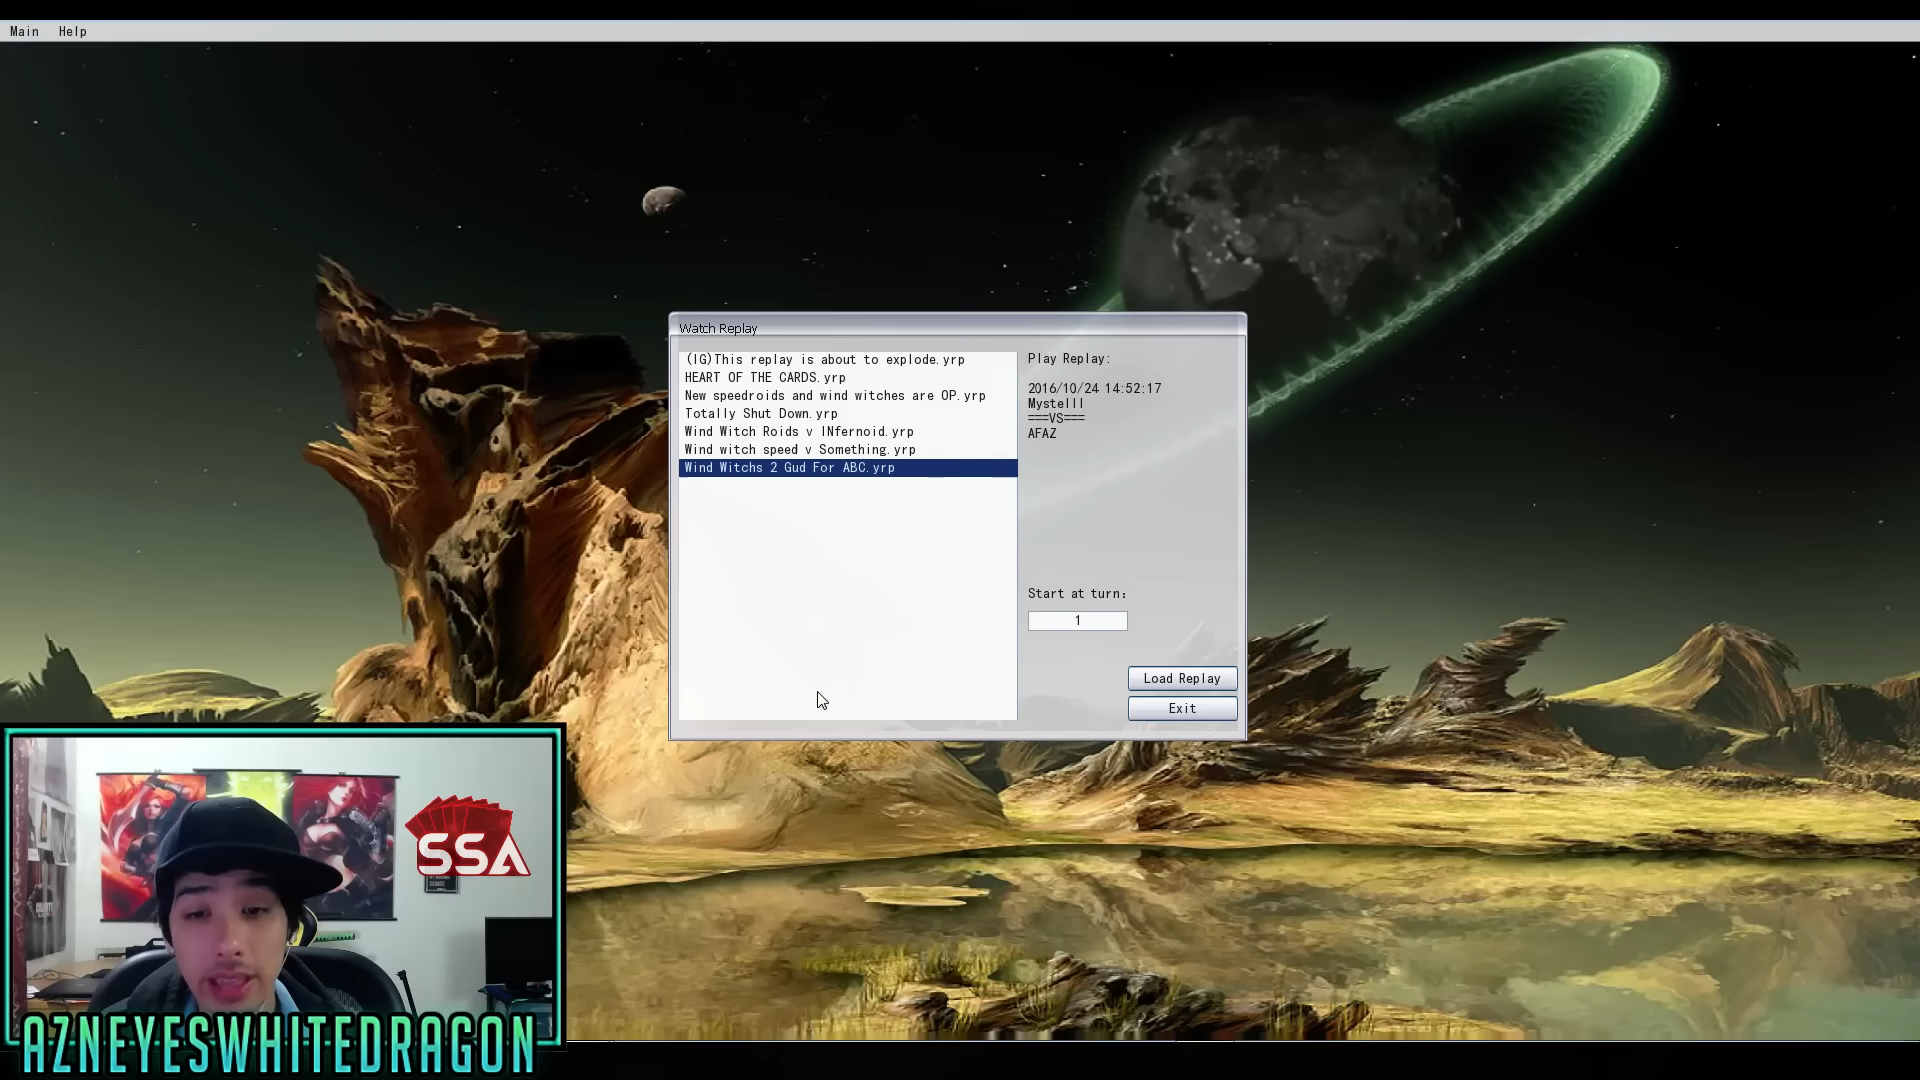 Main Help
Watch Replay
(IG)This replay is about to explode.yrp
HEART OF THE CARDS.yrp
New speedroids and wind witches are OP.yrp
Totally Shut Down.yrp
Wind Witch Roids v INfernoid.yrp
Wind witch speed v Something.yrp
Wind Witchs 2 Gud For ABC.yrp
Play Replay:
2016/10/24 14:52:17
MysteIII
===VS===
AFAZ
Start at turn:
1
Load Replay
Exit
SSA
AZNEYESWHITEDRAGON